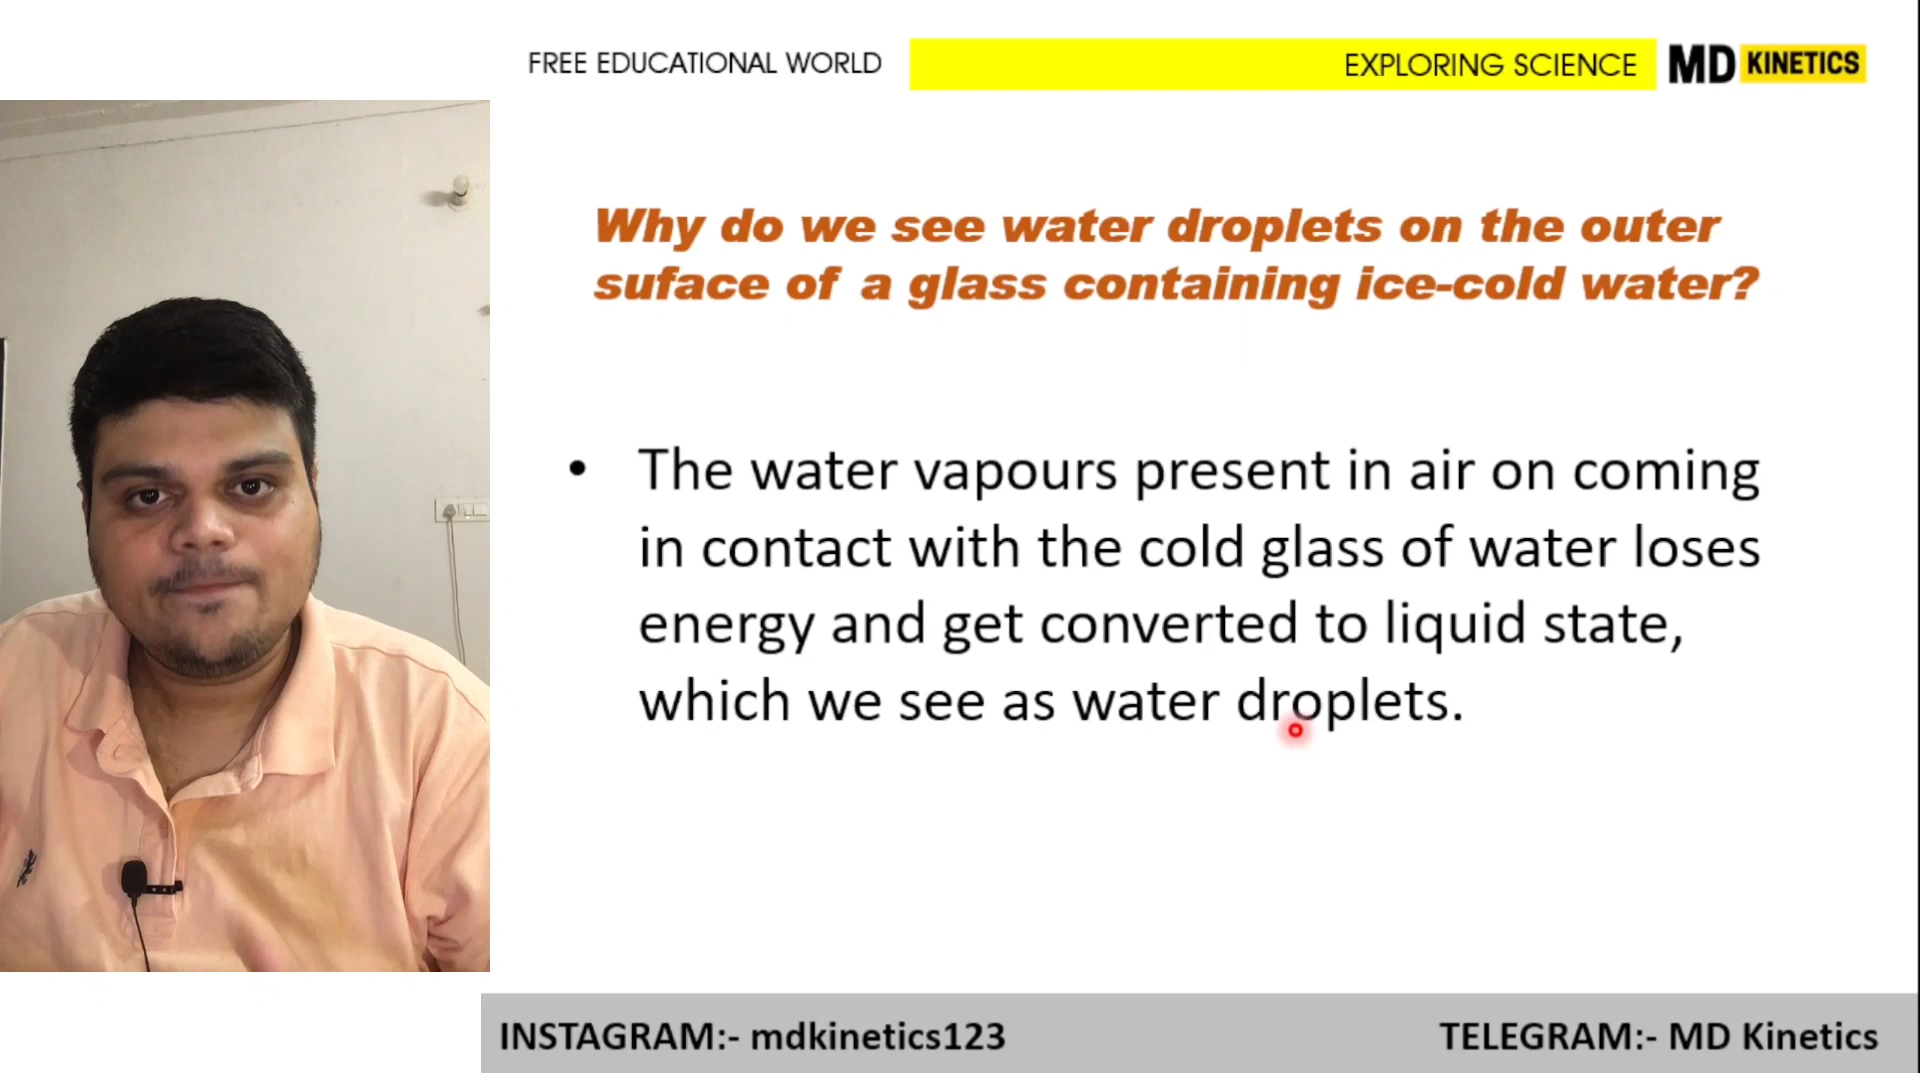 FREE EDUCATIONAL WORLD
EXPLORING SCIENCE
MD KINETICS
Why do we see water droplets on the outer
suface of a glass containing ice-cold water?
• The water vapours present in air on coming
in contact with the cold glass of water loses
energy and get converted to liquid state,
which we see as water droplets.
INSTAGRAM:- mdkinetics123
TELEGRAM:- MD Kinetics